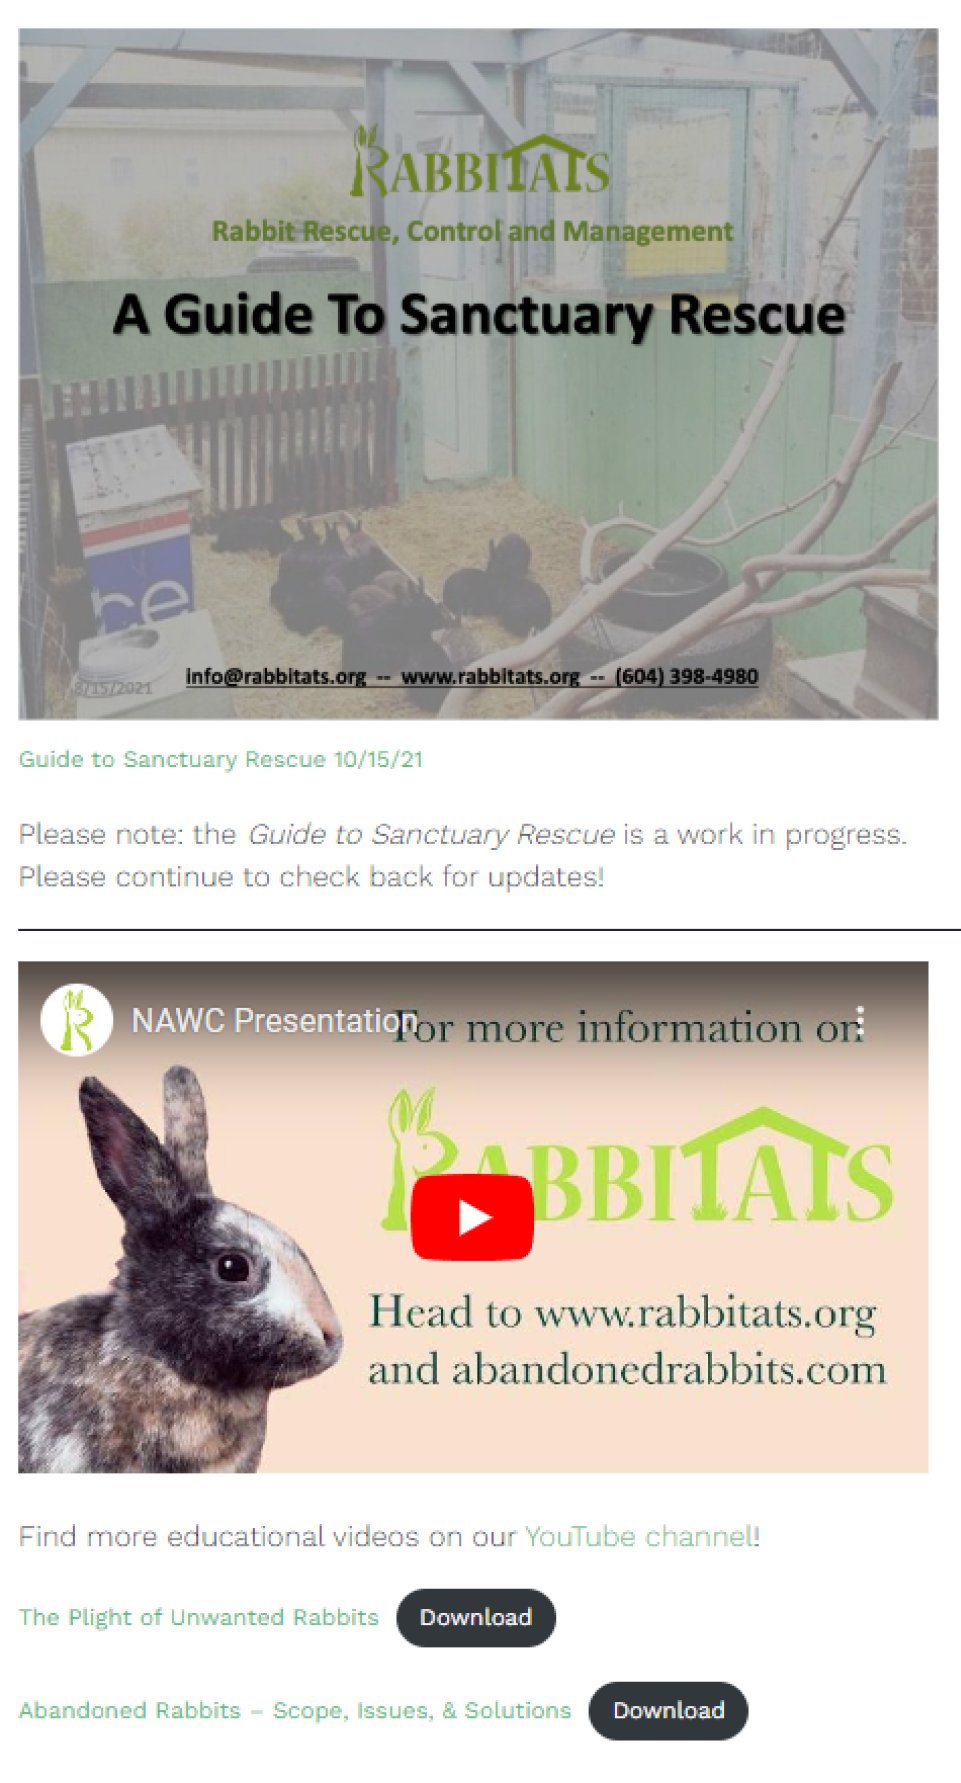 RABBITATS
Rabbit Rescue, Control and Management
A Guide To Sanctuary Rescue
ce
8/15/2021
info@rabbitats.org -- www.rabbitats.org -- (604) 398-4980
Guide to Sanctuary Rescue 10/15/21
Please note: the Guide to Sanctuary Rescue is a work in progress.
Please continue to check back for updates!
R
NAWC Presentation
For more information on
RABBITATS
Head to www.rabbitats.org
and abandonedrabbits.com
Find more educational videos on our YouTube channel!
The Plight of Unwanted Rabbits Download
Abandoned Rabbits – Scope, Issues, & Solutions Download